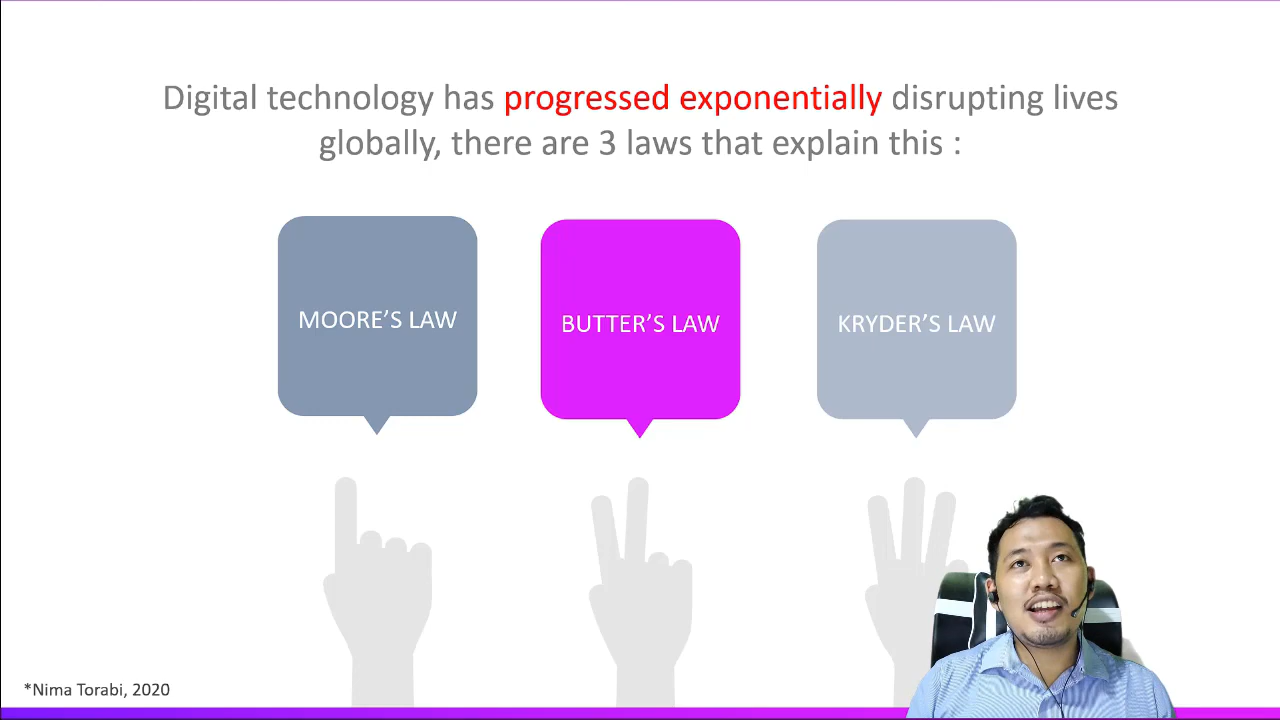 Digital technology has progressed exponentially disrupting lives
globally, there are 3 laws that explain this :
MOORE’S LAW
BUTTER’S LAW
KRYDER’S LAW
*Nima Torabi, 2020